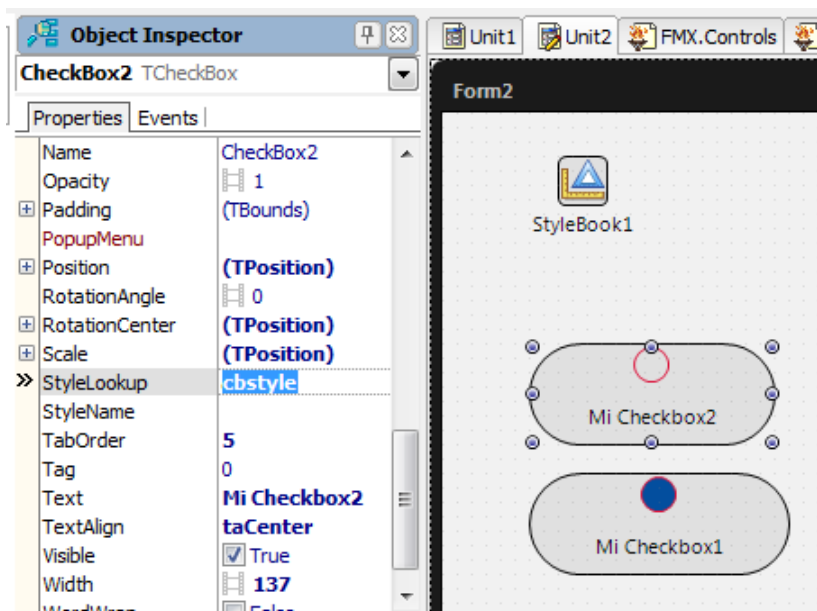 Object Inspector
CheckBox2 TCheckBox
Properties Events
Name CheckBox2
Opacity 1
Padding (TBounds)
PopupMenu
Position (TPosition)
RotationAngle 0
RotationCenter (TPosition)
Scale (TPosition)
StyleLookup cbstyle
StyleName
TabOrder 5
Tag 0
Text Mi Checkbox2
TextAlign taCenter
Visible True
Width 137
WordWrap False
Unit1 Unit2 FMX.Controls
Form2
StyleBook1
Mi Checkbox2
Mi Checkbox1